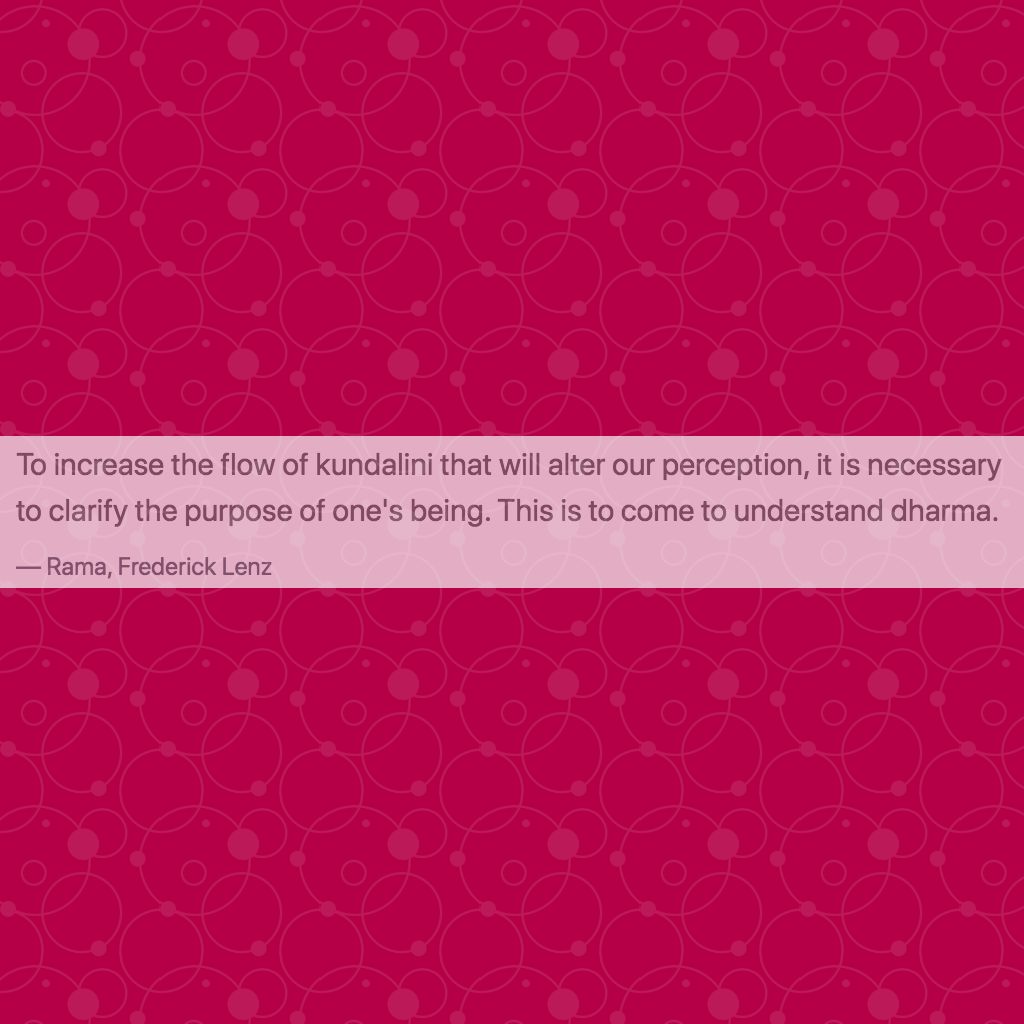 To increase the flow of kundalini that will alter our perception, it is necessary
to clarify the purpose of one's being. This is to come to understand dharma.
— Rama, Frederick Lenz